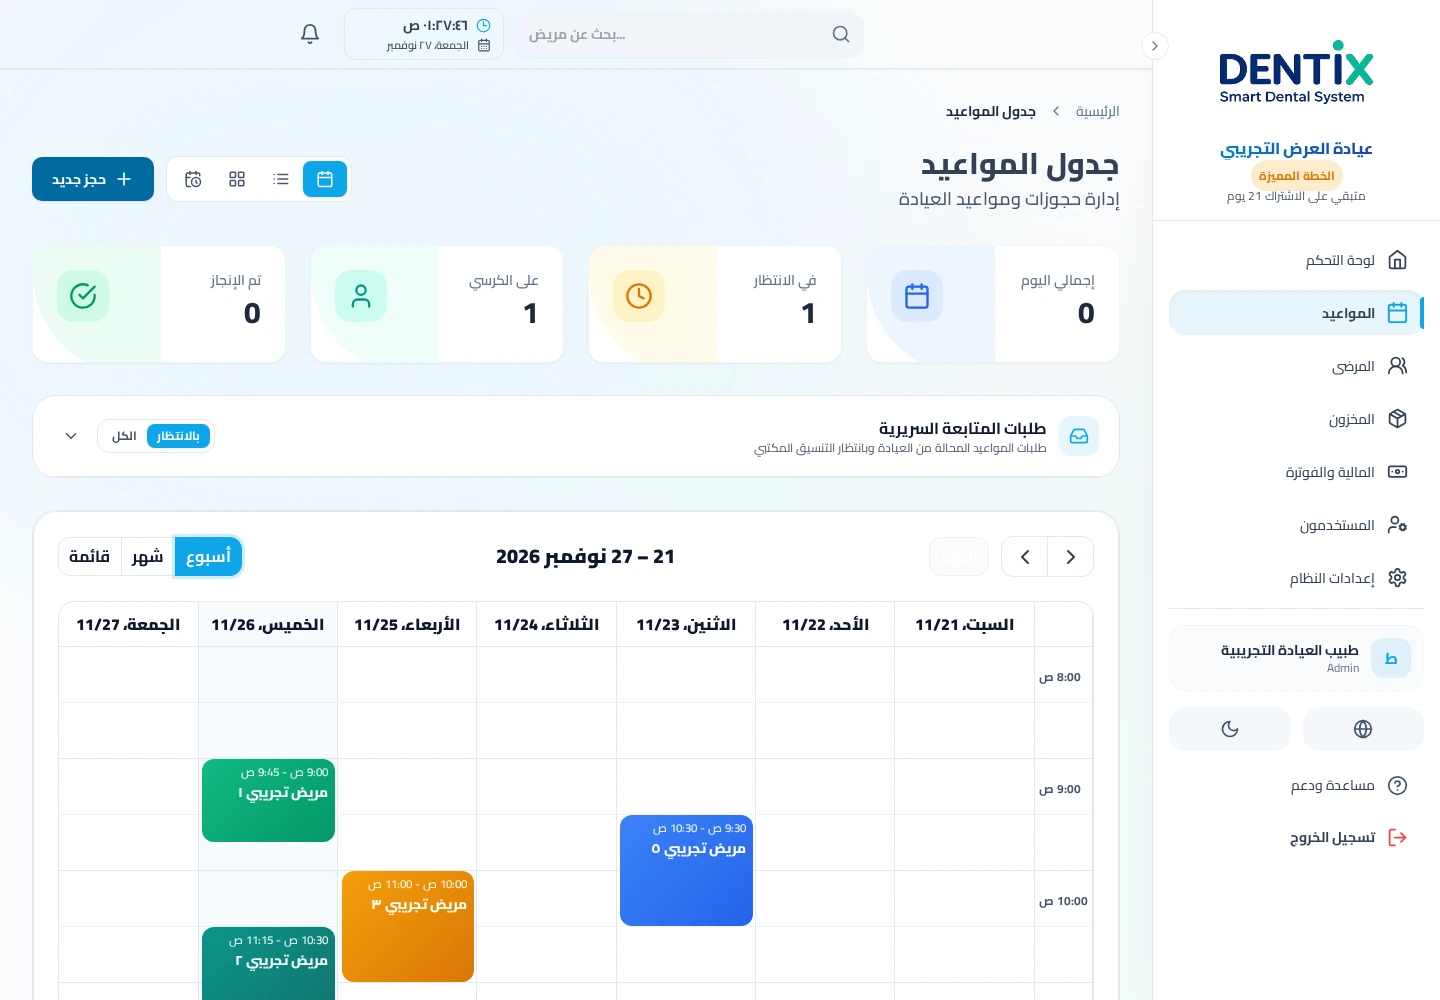 DENTiX
Smart Dental System
عيادة العرض التجريبي
الخطة المميزة
متبقي على الاشتراك 21 يوم
لوحة التحكم
المواعيد
المرضى
المخزون
المالية والفوترة
المستخدمون
إعدادات النظام
ط
طبيب العيادة التجريبية
Admin
مساعدة ودعم
تسجيل الخروج
بحث عن مريض...
٠١:٢٧:٤٦ ص
الجمعة، ٢٧ نوفمبر
الرئيسية
جدول المواعيد
جدول المواعيد
إدارة حجوزات ومواعيد العيادة
حجز جديد
إجمالي اليوم
0
في الانتظار
1
على الكرسي
1
تم الإنجاز
0
طلبات المتابعة السريرية
طلبات المواعيد المحالة من العيادة وبانتظار التنسيق المكتبي
بالانتظار
الكل
21 – 27 نوفمبر 2026
أسبوع
شهر
قائمة
السبت، 11/21
الأحد، 11/22
الاثنين، 11/23
الثلاثاء، 11/24
الأربعاء، 11/25
الخميس، 11/26
الجمعة، 11/27
8:00 ص
9:00 ص
10:00 ص
9:30 ص - 10:30 ص
مريض تجريبي ٥
10:00 ص - 11:00 ص
مريض تجريبي ٣
9:00 ص - 9:45 ص
مريض تجريبي ١
10:30 ص - 11:15 ص
مريض تجريبي ٢